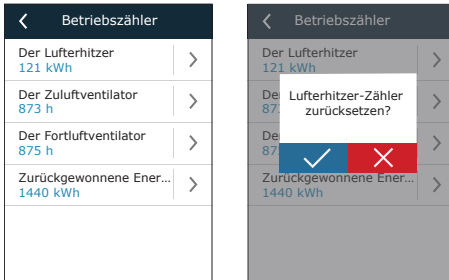 Betriebszähler
Der Lufterhitzer
121 kWh
Der Zuluftventilator
873 h
Der Fortluftventilator
875 h
Zurückgewonnene Ener...
1440 kWh
Betriebszähler
Der Lufterhitzer
121 kWh
De
87
De
87
Lufterhitzer-Zähler
zurücksetzen?
Zurückgewonnene Ener...
1440 kWh